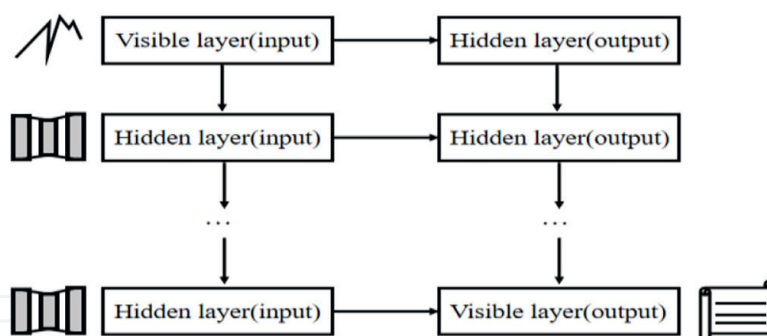 Visible layer(input)
Hidden layer(output)
Hidden layer(input)
Hidden layer(output)
...
...
Hidden layer(input)
Visible layer(output)